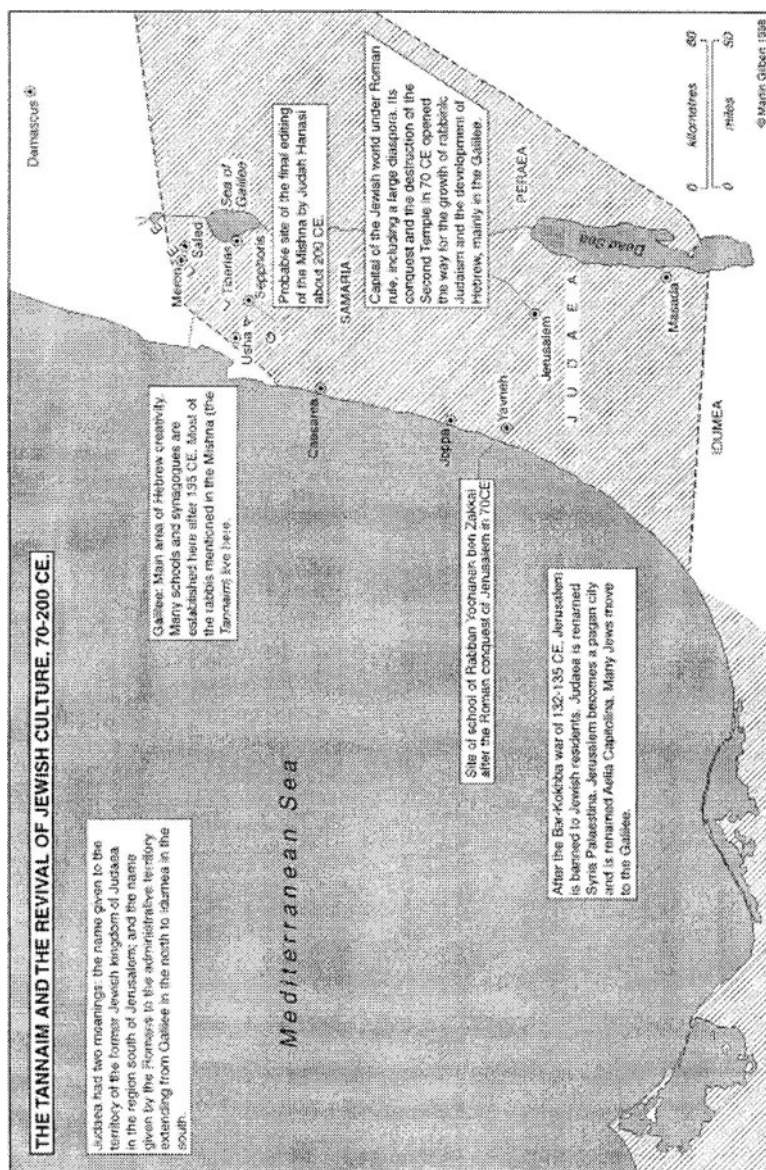 THE TANNAIM AND THE REVIVAL OF JEWISH CULTURE, 70-200 CE.
Judaea had two meanings: the name given to the
territory of the former Jewish kingdom of Judaea
in the region south of Jerusalem; and the name
given by the Romans to the administrative territory
extending from Galilee in the north to Idumea in the
south.
Galilee: Main area of Hebrew creativity.
Many schools and synagogues are
established here after 135 CE. Most of
the rabbis mentioned in the Mishna (the
Tannaim) live here.
Damascus
Meron
Safed
Sea of
Galilee
Tiberias
Sepphoris
Usha
Probable site of the final editing
of the Mishna by Judah Hanasi
about 200 CE.
SAMARIA
Caesarea
Mediterranean Sea
Capital of the Jewish world under Roman
rule, including a large diaspora. Its
conquest and the destruction of the
Second Temple in 70 CE opened
the way for the growth of rabbinic
Judaism and the development of
Hebrew, mainly in the Galilee.
PERAEA
Joppa
Yavneh
Jerusalem
JUDAEA
Dead Sea
Masada
Site of school of Rabban Yochanan ben Zakkai
after the Roman conquest of Jerusalem in 70CE
After the Bar-Kokhba war of 132-135 CE, Jerusalem
is banned to Jewish residents. Judaea is renamed
Syria Palaestina. Jerusalem becomes a pagan city
and is renamed Aelia Capitolina. Many Jews move
to the Galilee.
IDUMEA
0 kilometres 80
0 miles 50
© Martin Gilbert 1998